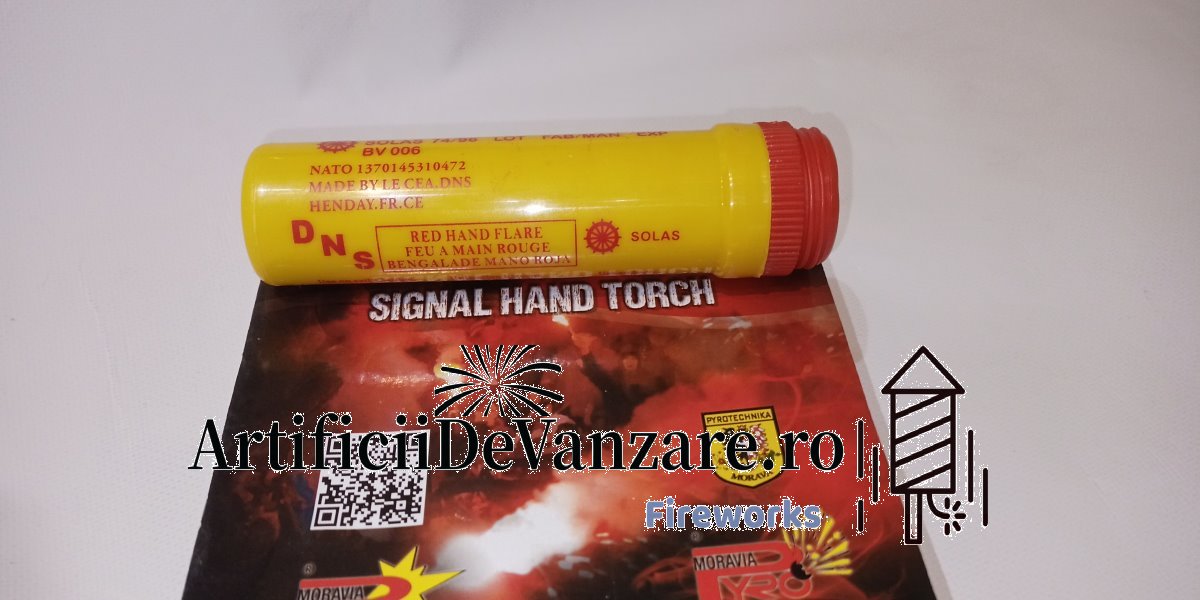 SOLAS 74/96 LOT FAB/MAN EXP
BV 006
NATO 1370145310472
MADE BY LE CEA.DNS
HENDAY.FR.CE
DNS
RED HAND FLARE
FEU A MAIN ROUGE
BENGALADE MANO ROJA
SOLAS
SIGNAL HAND TORCH
PYROTECHNIKA
MORAVIA
ArtificiiDeVanzare.ro
Fireworks
® MORAVIA
® MORAVIA
PYRO